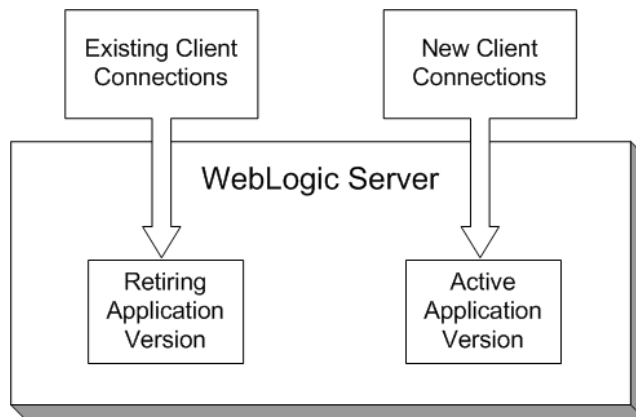 Existing Client
Connections
New Client
Connections
WebLogic Server
Retiring
Application
Version
Active
Application
Version